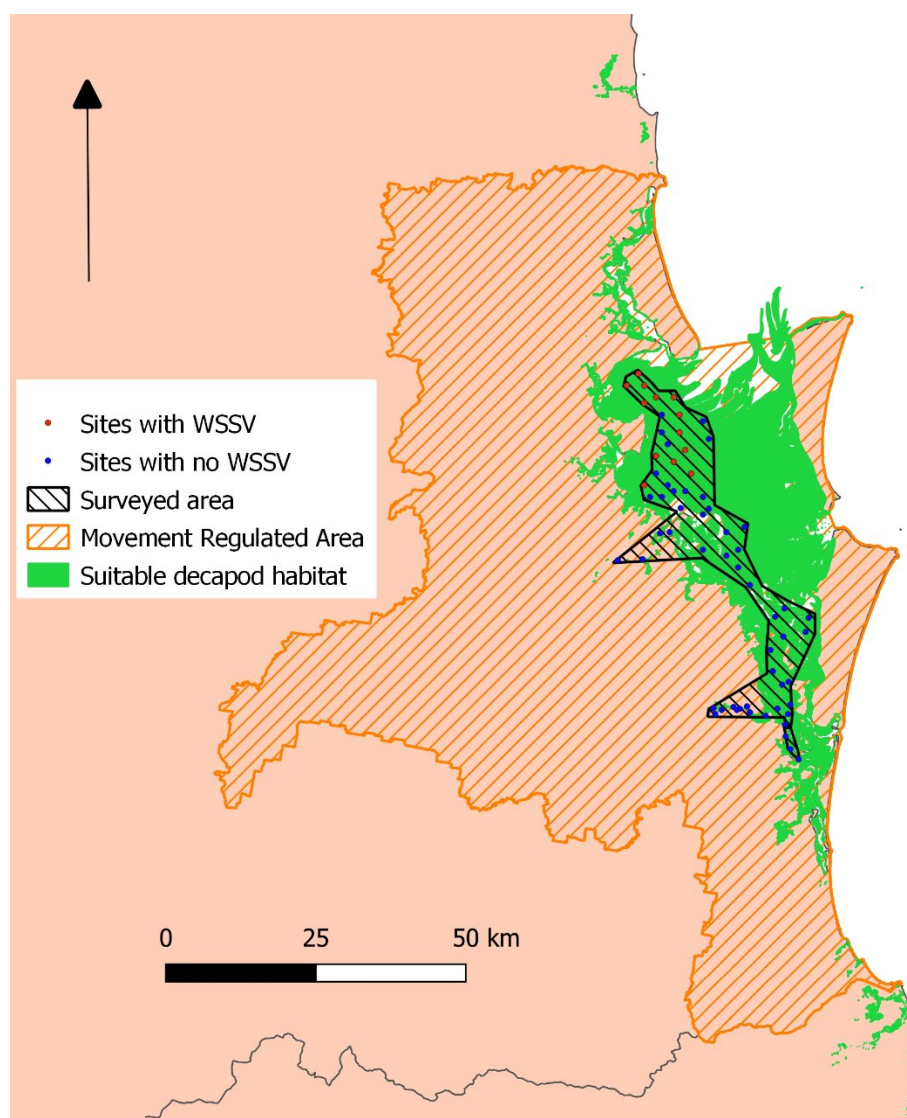 Sites with WSSV
Sites with no WSSV
Surveyed area
Movement Regulated Area
Suitable decapod habitat
0 25 50 km